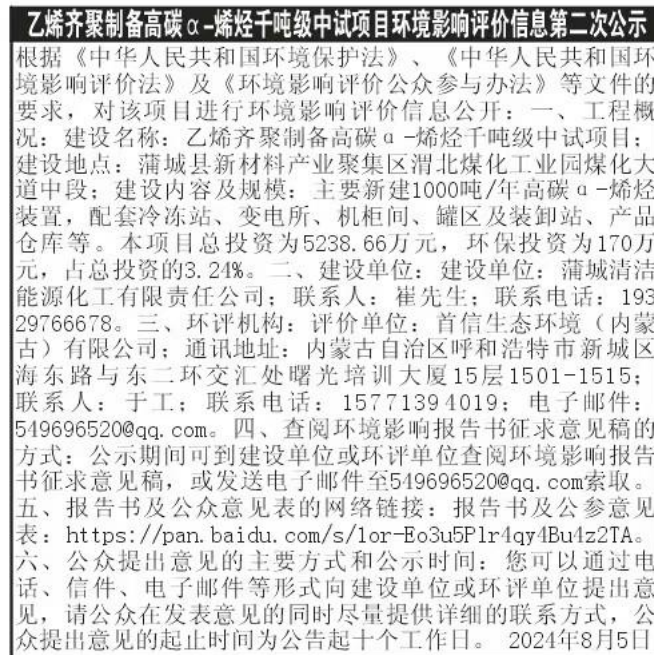 乙烯齐聚制备高碳α-烯烃千吨级中试项目环境影响评价信息第二次公示
根据《中华人民共和国环境保护法》、《中华人民共和国环
境影响评价法》及《环境影响评价公众参与办法》等文件的
要求，对该项目进行环境影响评价信息公开：一、工程概
况：建设名称：乙烯齐聚制备高碳α-烯烃千吨级中试项目；
建设地点：蒲城县新材料产业聚集区渭北煤化工业园煤化大
道中段；建设内容及规模：主要新建1000吨/年高碳α-烯烃
装置，配套冷冻站、变电所、机柜间、罐区及装卸站、产品
仓库等。本项目总投资为5238.66万元，环保投资为170万
元，占总投资的3.24%。二、建设单位：建设单位：蒲城清洁
能源化工有限责任公司；联系人：崔先生；联系电话：193
29766678。三、环评机构：评价单位：首信生态环境（内蒙
古）有限公司；通讯地址：内蒙古自治区呼和浩特市新城区
海东路与东二环交汇处曙光培训大厦15层1501-1515；
联系人：于工；联系电话：15771394019；电子邮件：
549696520@qq.com。四、查阅环境影响报告书征求意见稿的
方式：公示期间可到建设单位或环评单位查阅环境影响报告
书征求意见稿，或发送电子邮件至549696520@qq.com索取。
五、报告书及公众意见表的网络链接：报告书及公参意见
表：https://pan.baidu.com/s/1or-Eo3u5Plr4qy4Bu4z2TA。
六、公众提出意见的主要方式和公示时间：您可以通过电
话、信件、电子邮件等形式向建设单位或环评单位提出意
见，请公众在发表意见的同时尽量提供详细的联系方式，公
众提出意见的起止时间为公告起十个工作日。 2024年8月5日